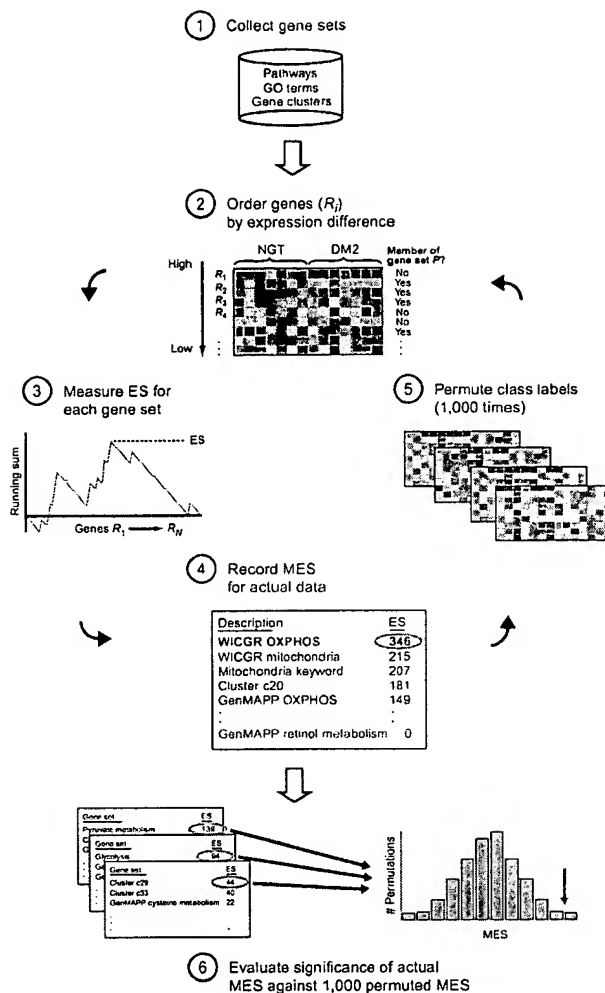 1 Collect gene sets
Pathways
GO terms
Gene clusters
2 Order genes (Ri)
by expression difference
NGT DM2 Member of
gene set P?
High
R1 No
R2 Yes
R3 Yes
Yes
R4 No
No
Yes
Low
3 Measure ES for
each gene set
ES
Running sum
Genes R1 RN
5 Permute class labels
(1,000 times)
4 Record MES
for actual data
Description ES
WICGR OXPHOS 346
WICGR mitochondria 215
Mitochondria keyword 207
Cluster c20 181
GenMAPP OXPHOS 149
GenMAPP retinol metabolism 0
Gene set ES
Pyruvate metabolism 139
Gene set ES
Glycolysis 94
Gene set ES
Cluster c29 44
Cluster c33 40
GenMAPP cysteine metabolism 22
# Permutations
MES
6 Evaluate significance of actual
MES against 1,000 permuted MES